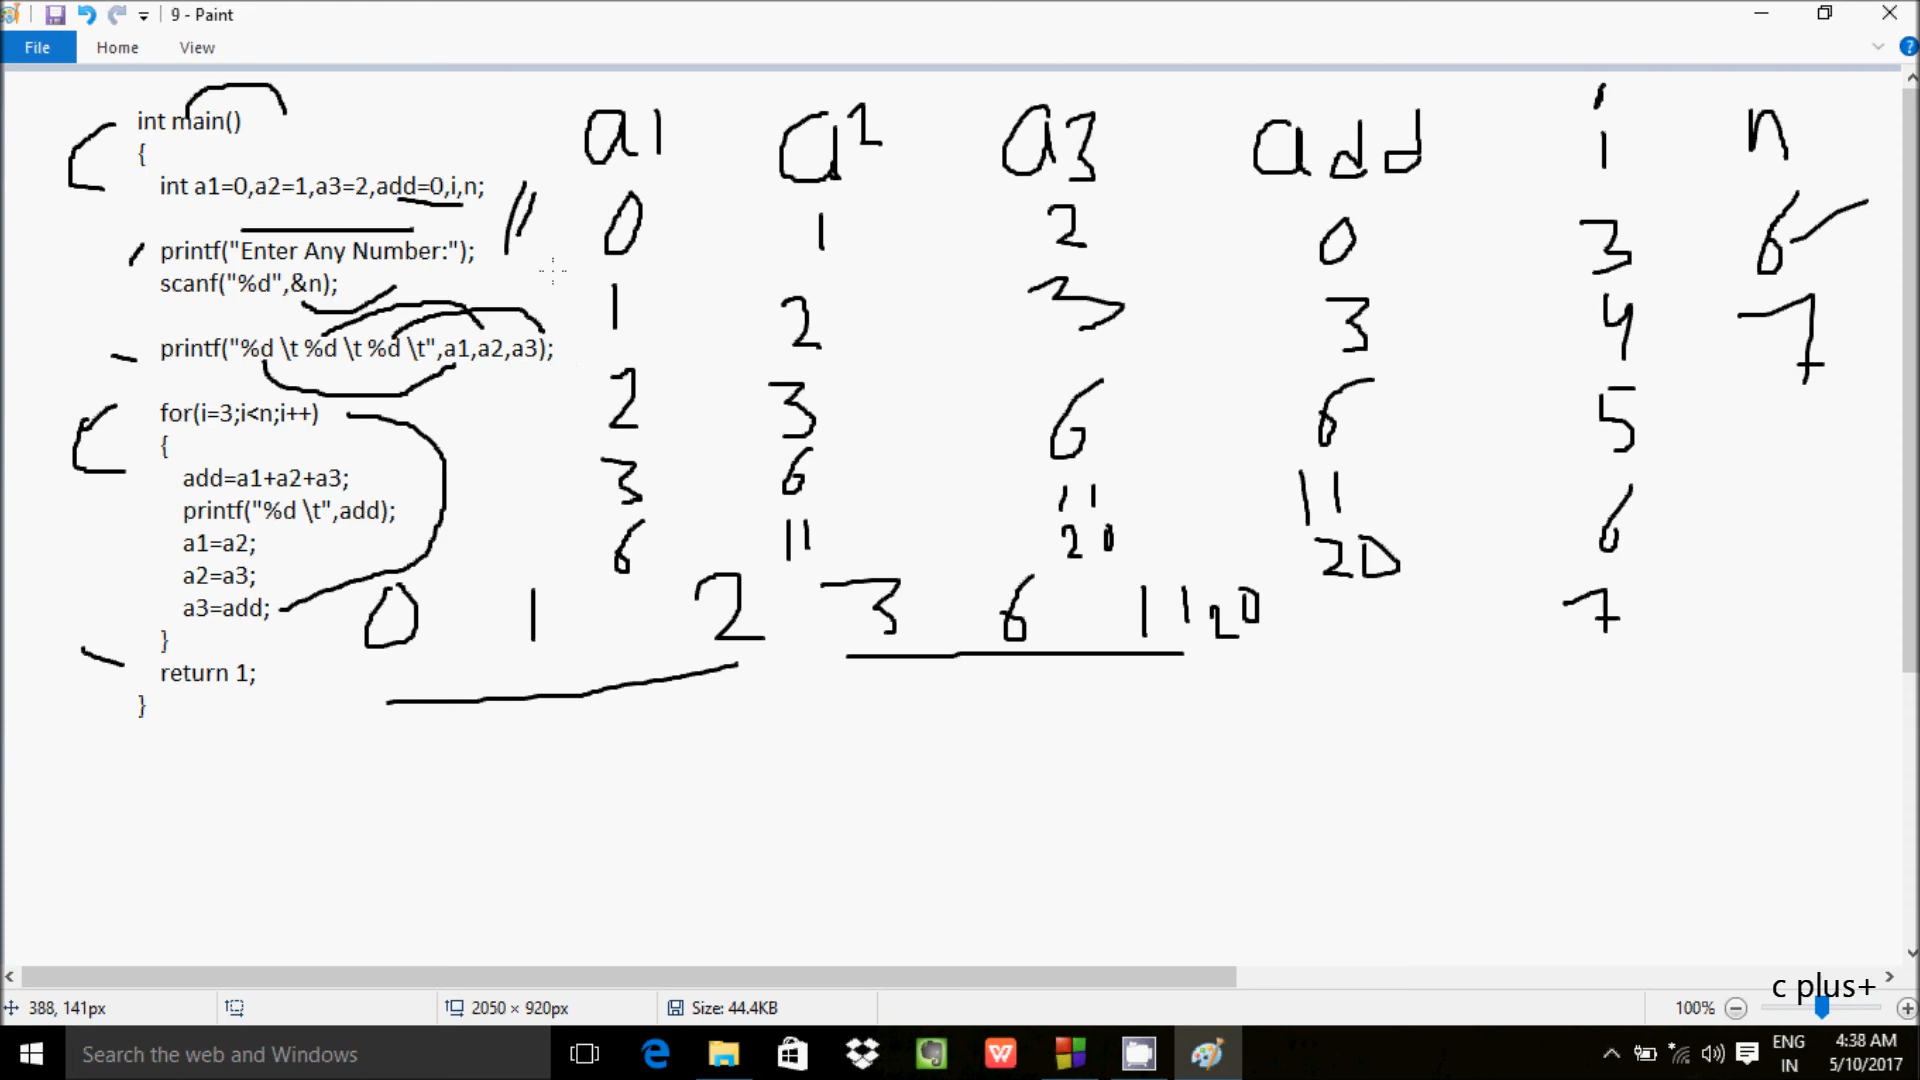 9 - Paint
File Home View
int main()
{
int a1=0,a2=1,a3=2,add=0,i,n;
printf("Enter Any Number:");
scanf("%d",&n);
printf("%d \t %d \t %d \t",a1,a2,a3);
for(i=3;i<n;i++)
{
add=a1+a2+a3;
printf("%d \t",add);
a1=a2;
a2=a3;
a3=add;
}
return 1;
}
a1 a2 a3 add i n
0 1 2 0 3 6
1 2 3 3 4 7
2 3 6 6 5
3 6 11 11 6
6 11 20 20
0 1 2 3 6 11 20 7
c plus+
388, 141px 2050 × 920px Size: 44.4KB 100%
Search the web and Windows
ENG
IN
4:38 AM
5/10/2017